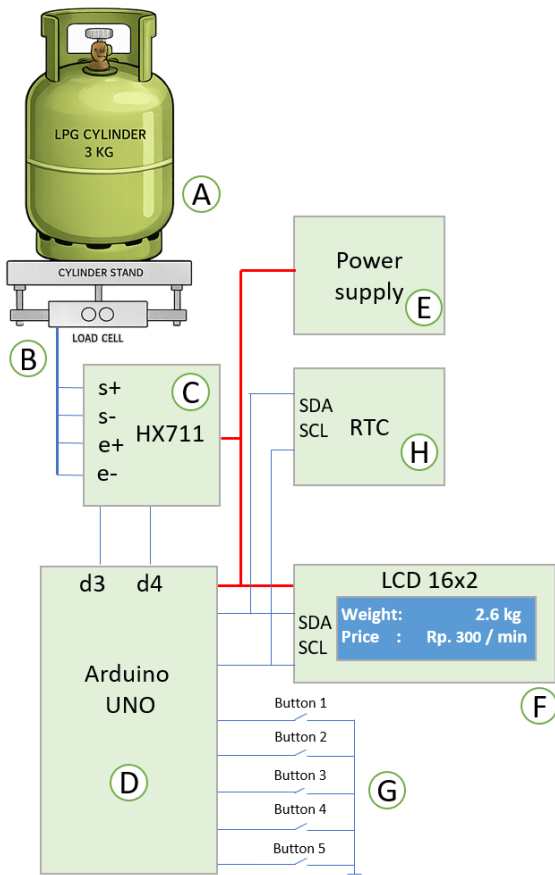 LPG CYLINDER
3 KG
A
CYLINDER STAND
LOAD CELL
B
Power
supply
E
s+
s-
e+
e-
HX711
C
SDA
SCL
RTC
H
d3 d4
Arduino
UNO
D
LCD 16x2
SDA
SCL
Weight: 2.6 kg
Price : Rp. 300 / min
F
Button 1
Button 2
Button 3
Button 4
Button 5
G